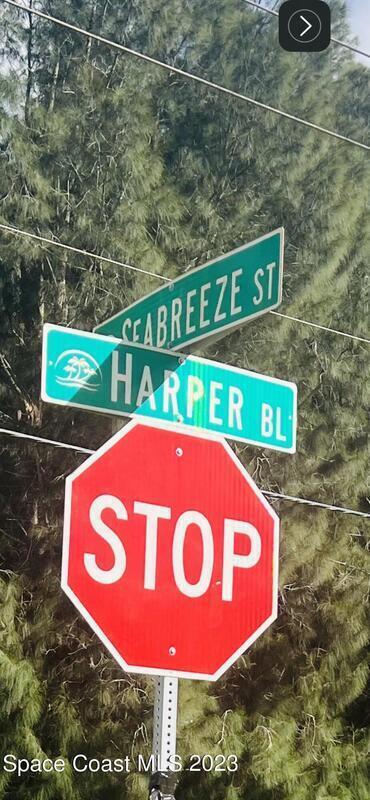 SEABREEZE ST
HARPER BL
STOP
Space Coast MLS 2023